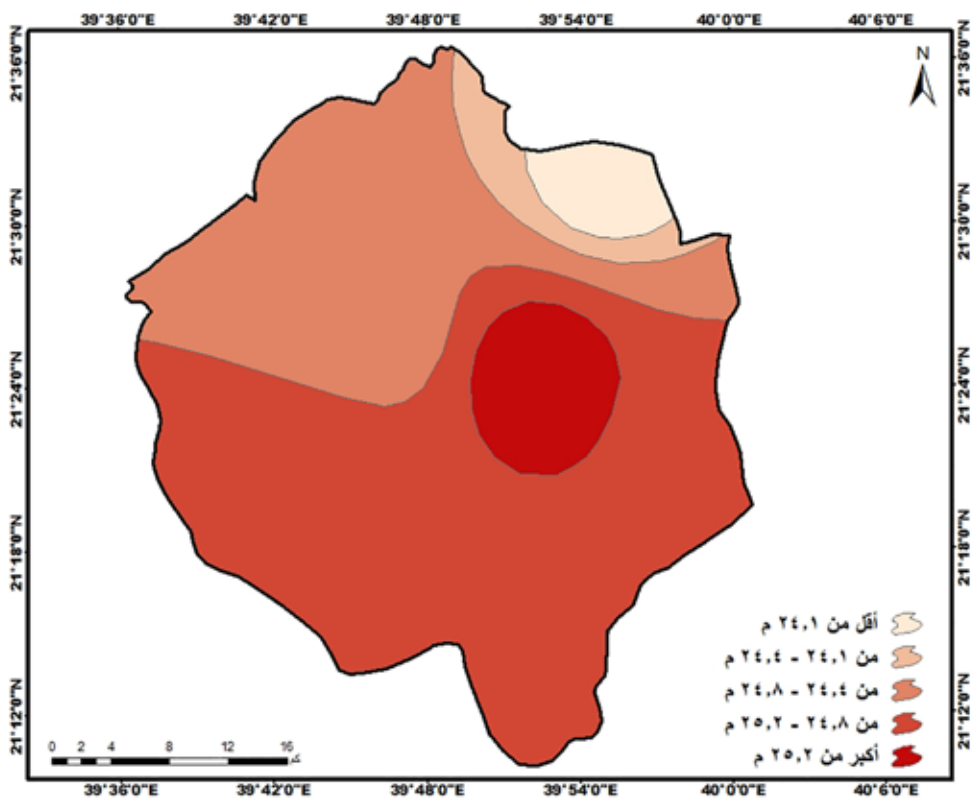 39°36'0"E 39°42'0"E 39°48'0"E 39°54'0"E 40°0'0"E 40°6'0"E
21°36'0"N 21°36'0"N
N
21°30'0"N 21°30'0"N
21°24'0"N 21°24'0"N
21°18'0"N 21°18'0"N
21°12'0"N 21°12'0"N
أقل من ٢٤,١ م
من ٢٤,١ - ٢٤,٤ م
من ٢٤,٤ - ٢٤,٨ م
من ٢٤,٨ - ٢٥,٢ م
أكبر من ٢٥,٢ م
0 2 4 8 12 16
كم
39°36'0"E 39°42'0"E 39°48'0"E 39°54'0"E 40°0'0"E 40°6'0"E